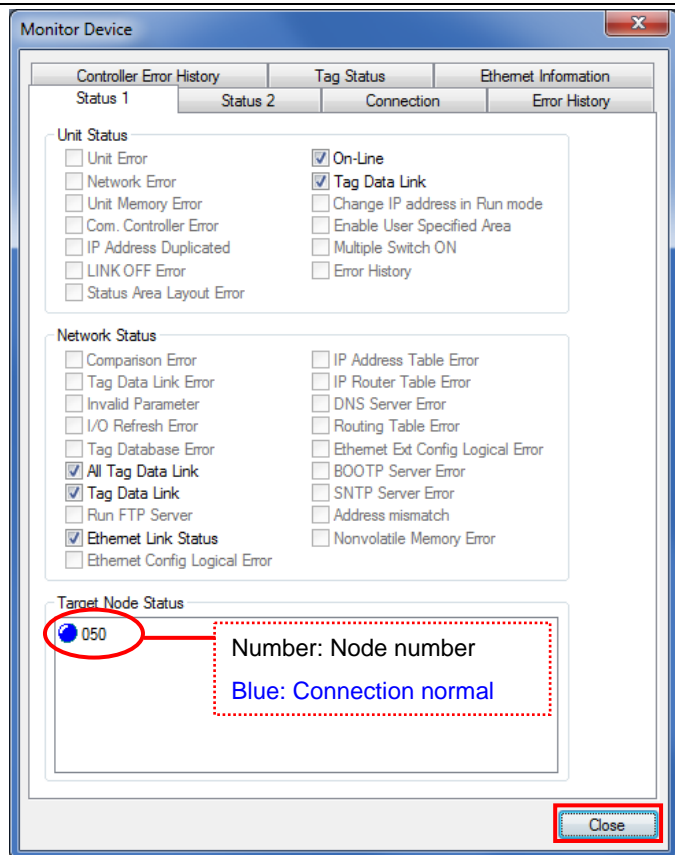 Monitor Device
x
Controller Error History Tag Status Ethernet Information
Status 1 Status 2 Connection Error History
Unit Status
Unit Error On-Line
Network Error Tag Data Link
Unit Memory Error Change IP address in Run mode
Com. Controller Error Enable User Specified Area
IP Address Duplicated Multiple Switch ON
LINK OFF Error Error History
Status Area Layout Error
Network Status
Comparison Error IP Address Table Error
Tag Data Link Error IP Router Table Error
Invalid Parameter DNS Server Error
I/O Refresh Error Routing Table Error
Tag Database Error Ethernet Ext Config Logical Error
All Tag Data Link BOOTP Server Error
Tag Data Link SNTP Server Error
Run FTP Server Address mismatch
Ethernet Link Status Nonvolatile Memory Error
Ethernet Config Logical Error
Target Node Status
050
Number: Node number
Blue: Connection normal
Close